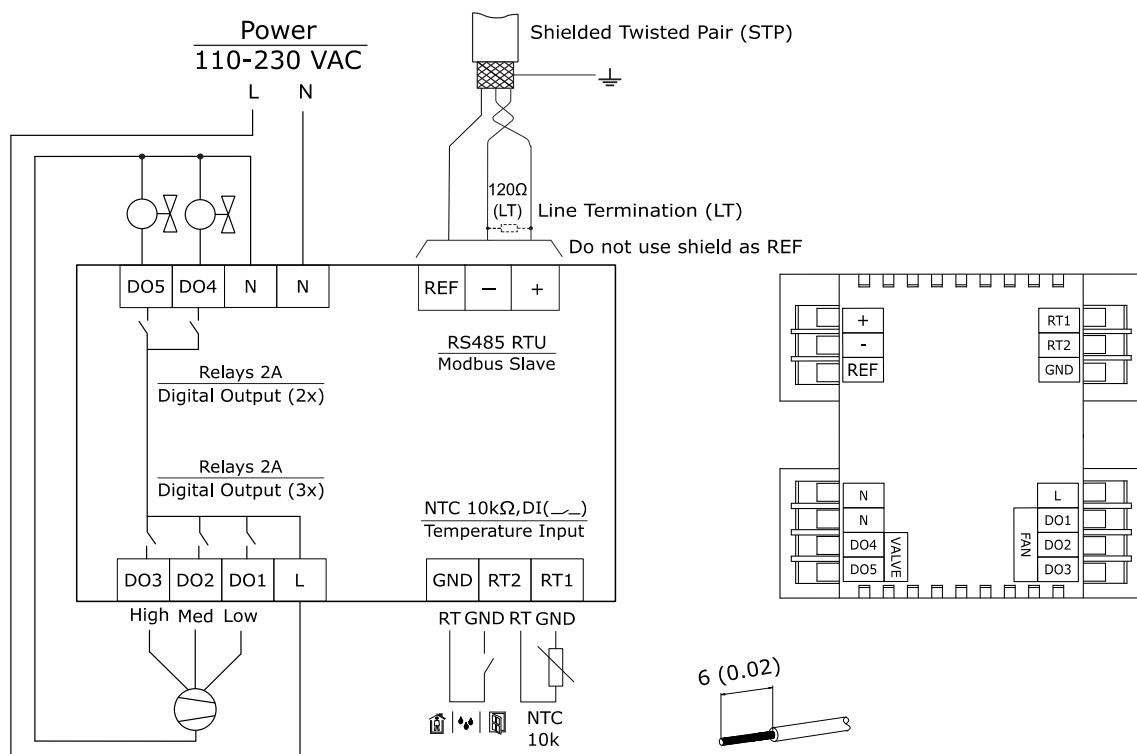 Power
110-230 VAC
L N
Shielded Twisted Pair (STP)
120Ω
(LT)
Line Termination (LT)
Do not use shield as REF
DO5 DO4 N N
REF — +
RS485 RTU
Modbus Slave
Relays 2A
Digital Output (2x)
Relays 2A
Digital Output (3x)
NTC 10kΩ,DI( )
Temperature Input
DO3 DO2 DO1 L
GND RT2 RT1
High Med Low
RT GND RT GND
NTC
10k
+
-
REF
RT1
RT2
GND
N
N
DO4
DO5
VALVE
L
DO1
DO2
DO3
FAN
6 (0.02)